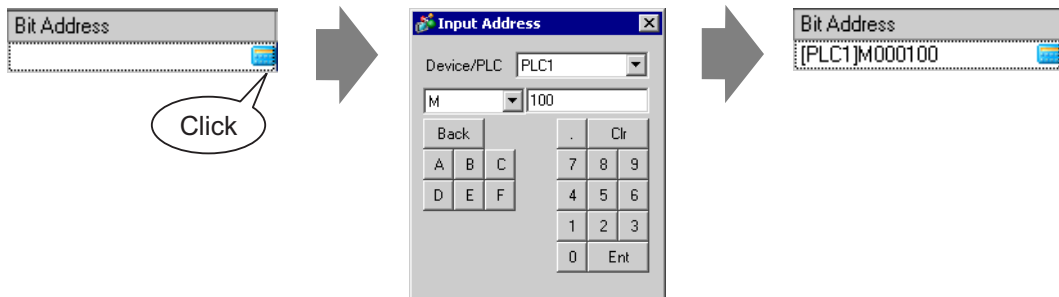 Bit Address
Click
Input Address
Device/PLC PLC1
M 100
Back . Clr
A B C 7 8 9
D E F 4 5 6
1 2 3
0 Ent
Bit Address
[PLC1]M000100